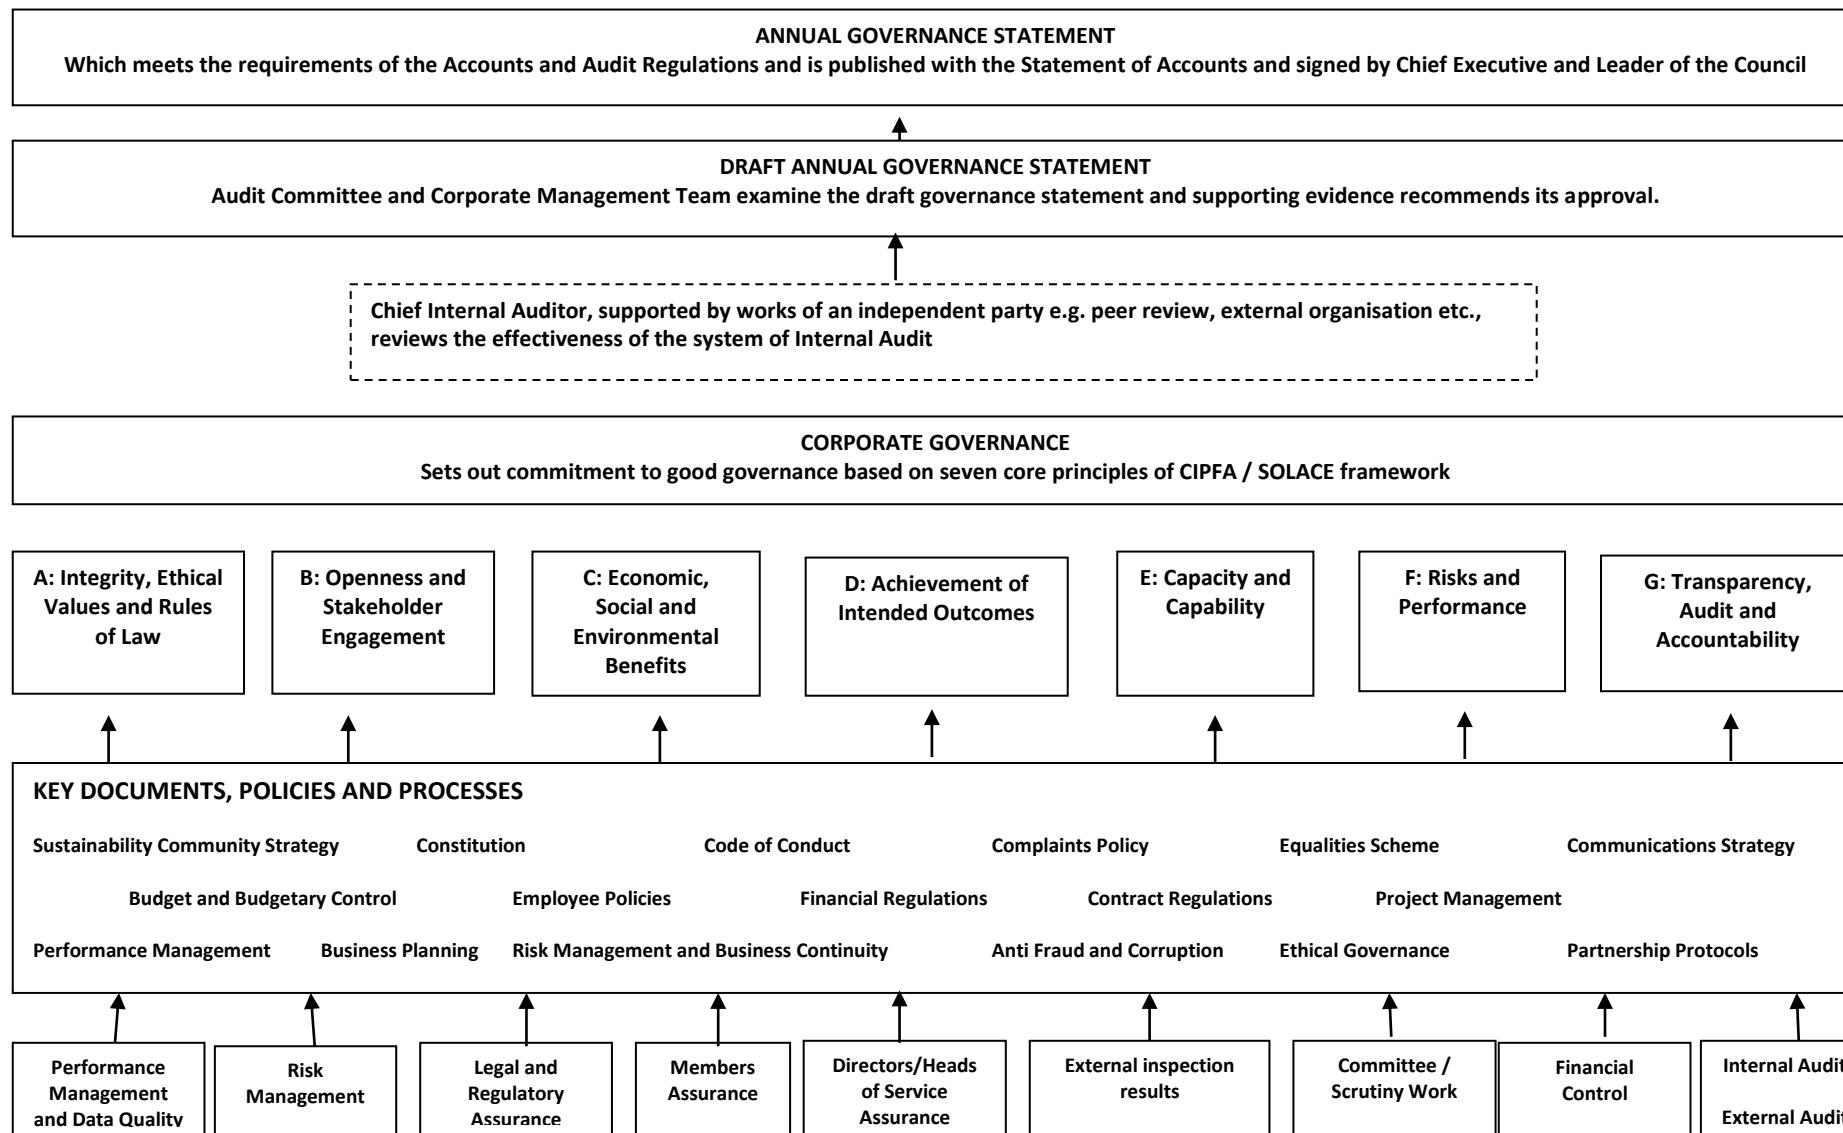 ANNUAL GOVERNANCE STATEMENT
Which meets the requirements of the Accounts and Audit Regulations and is published with the Statement of Accounts and signed by Chief Executive and Leader of the Council
DRAFT ANNUAL GOVERNANCE STATEMENT
Audit Committee and Corporate Management Team examine the draft governance statement and supporting evidence recommends its approval.
Chief Internal Auditor, supported by works of an independent party e.g. peer review, external organisation etc.,
reviews the effectiveness of the system of Internal Audit
CORPORATE GOVERNANCE
Sets out commitment to good governance based on seven core principles of CIPFA / SOLACE framework
A: Integrity, Ethical
Values and Rules
of Law
B: Openness and
Stakeholder
Engagement
C: Economic,
Social and
Environmental
Benefits
D: Achievement of
Intended Outcomes
E: Capacity and
Capability
F: Risks and
Performance
G: Transparency,
Audit and
Accountability
KEY DOCUMENTS, POLICIES AND PROCESSES
Sustainability Community Strategy Constitution Code of Conduct Complaints Policy Equalities Scheme Communications Strategy
Budget and Budgetary Control Employee Policies Financial Regulations Contract Regulations Project Management
Performance Management Business Planning Risk Management and Business Continuity Anti Fraud and Corruption Ethical Governance Partnership Protocols
Performance
Management
and Data Quality
Risk
Management
Legal and
Regulatory
Assurance
Members
Assurance
Directors/Heads
of Service
Assurance
External inspection
results
Committee /
Scrutiny Work
Financial
Control
Internal Audit
External Audit